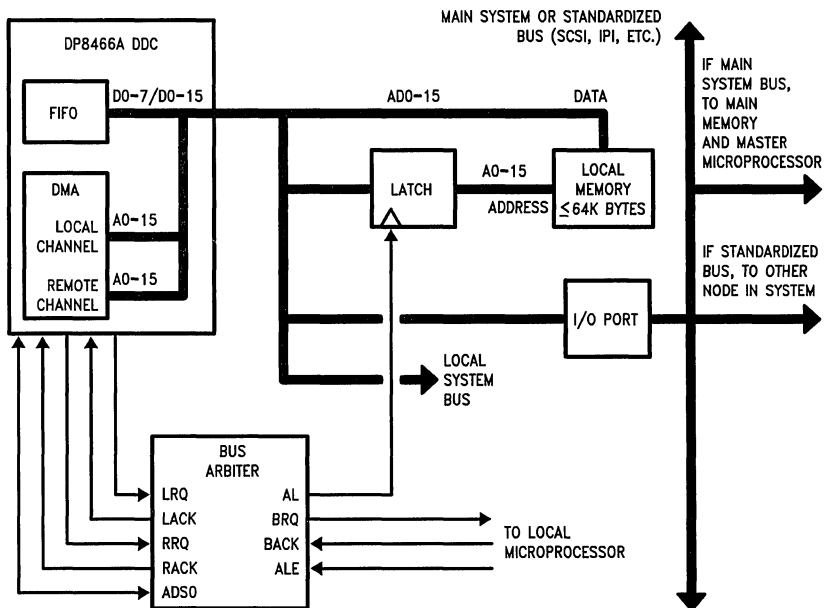 MAIN SYSTEM OR STANDARDIZED
BUS (SCSI, IPI, ETC.)
DP8466A DDC
FIFO
D0-7/D0-15
AD0-15
DATA
IF MAIN
SYSTEM BUS,
TO MAIN
MEMORY
AND MASTER
MICROPROCESSOR
DMA
LOCAL
CHANNEL
A0-15
REMOTE
CHANNEL
A0-15
LATCH
A0-15
ADDRESS
LOCAL
MEMORY
≤64K BYTES
IF STANDARDIZED
BUS, TO OTHER
NODE IN SYSTEM
I/O PORT
LOCAL
SYSTEM
BUS
BUS
ARBITER
LRQ
LACK
RRQ
RACK
ADS0
AL
BRQ
BACK
ALE
TO LOCAL
MICROPROCESSOR